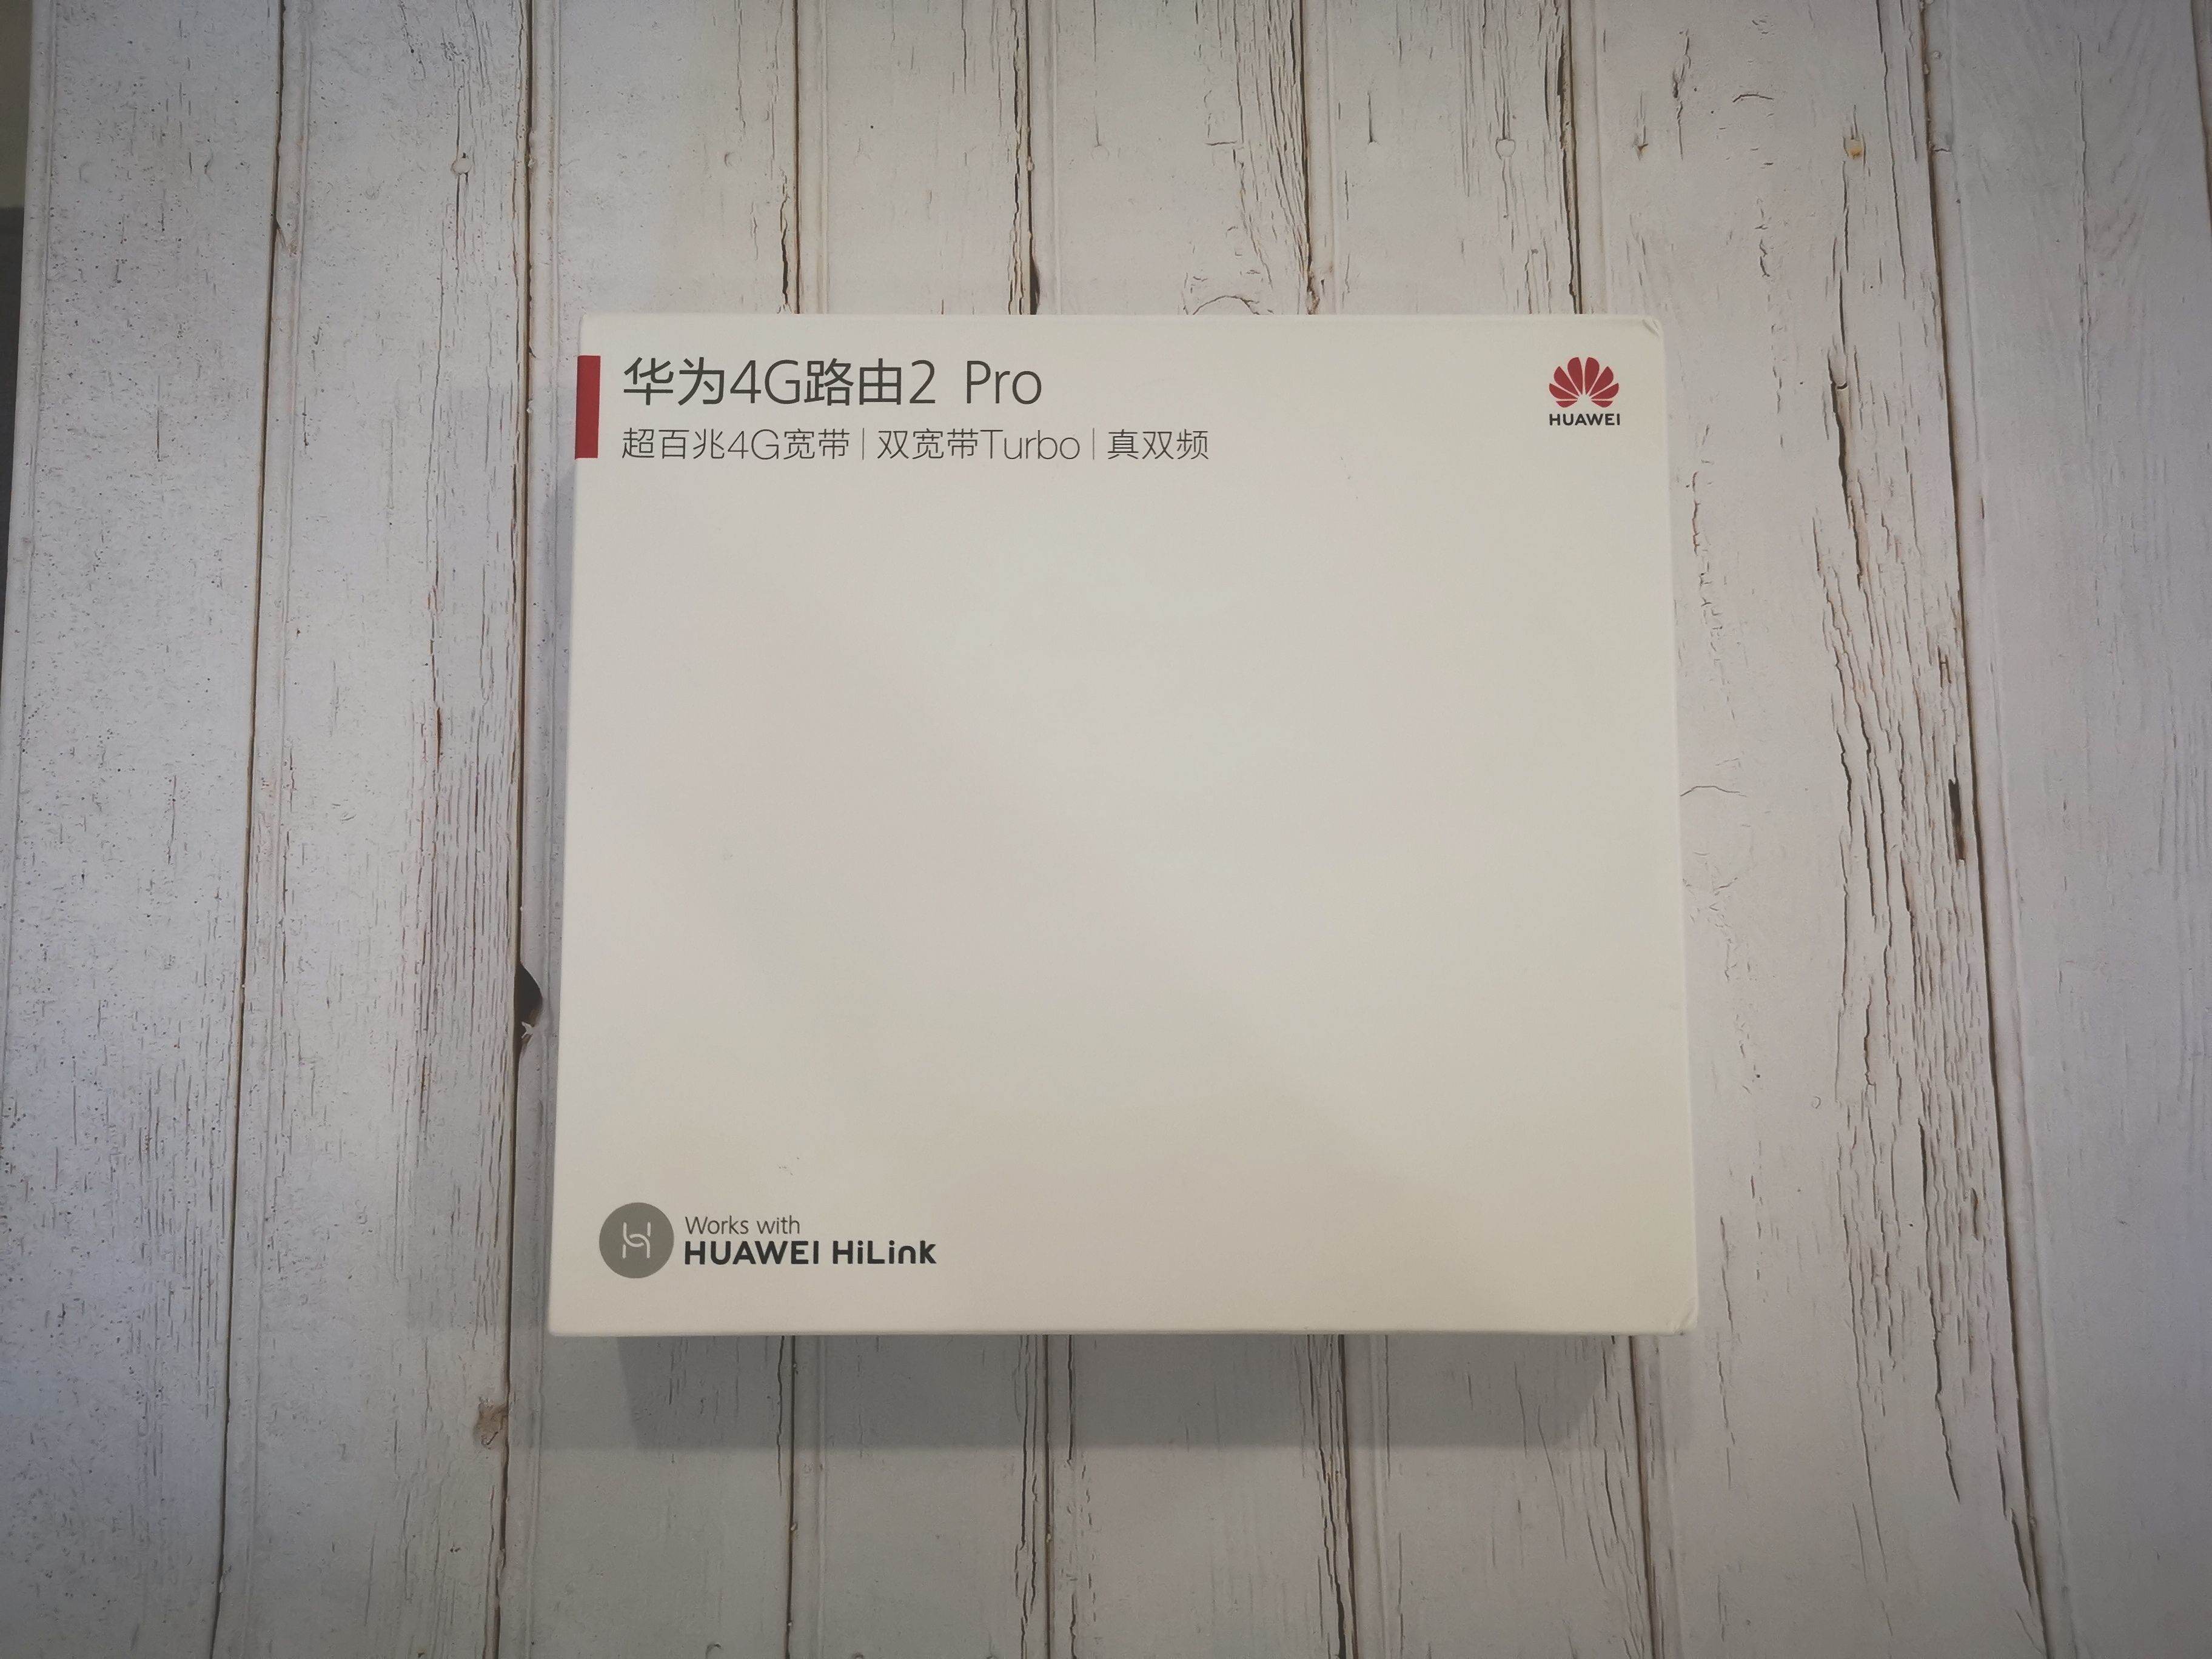 华为4G路由2 Pro
超百兆4G宽带|双宽带Turbo|真双频
HUAWEI
Works with
HUAWEI HiLink